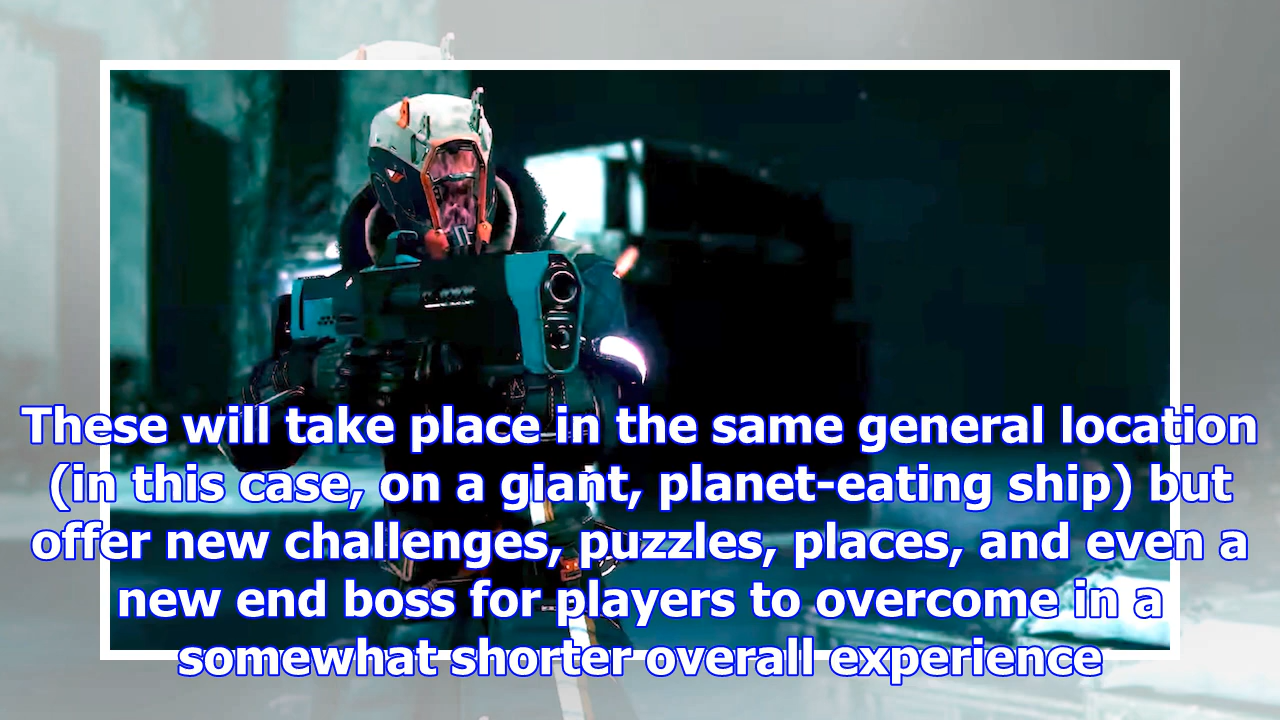 These will take place in the same general location
(in this case, on a giant, planet-eating ship) but
offer new challenges, puzzles, places, and even a
new end boss for players to overcome in a
somewhat shorter overall experience